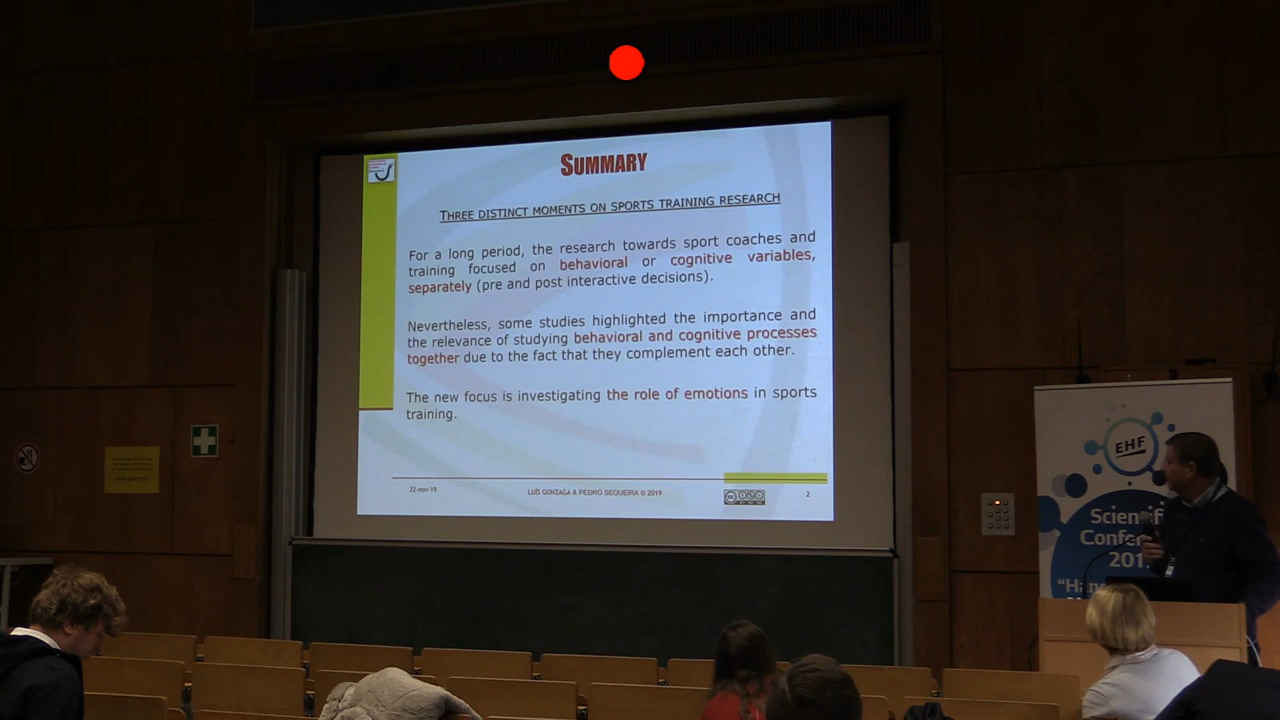 SUMMARY
THREE DISTINCT MOMENTS ON SPORTS TRAINING RESEARCH
For a long period, the research towards sport coaches and
training focused on behavioral or cognitive variables,
separately (pre and post interactive decisions).
Nevertheless, some studies highlighted the importance and
the relevance of studying behavioral and cognitive processes
together due to the fact that they complement each other.
The new focus is investigating the role of emotions in sports
training.
22-nov-19
LUÍS GONZAGA & PEDRO SEQUEIRA © 2019
2
EHF